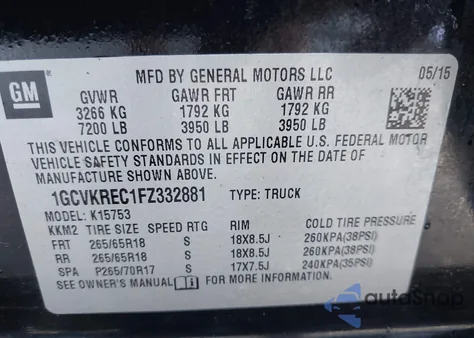 GM
MFD BY GENERAL MOTORS LLC 05/15
GVWR GAWR FRT GAWR RR
3266 KG 1792 KG 1792 KG
7200 LB 3950 LB 3950 LB
THIS VEHICLE CONFORMS TO ALL APPLICABLE U.S. FEDERAL MOTOR
VEHICLE SAFETY STANDARDS IN EFFECT ON THE DATE OF
MANUFACTURE SHOWN ABOVE.
1GCVKREC1FZ332881 TYPE: TRUCK
MODEL: K15753
KKM2 TIRE SIZE SPEED RTG RIM COLD TIRE PRESSURE
FRT 265/65R18 S 18X8.5J 260KPA(38PSI)
RR 265/65R18 S 18X8.5J 260KPA(38PSI)
SPA P265/70R17 S 17X7.5J 240KPA(35PSI)
SEE OWNER'S MANUAL FOR MORE INFORMATION.
autoSnap